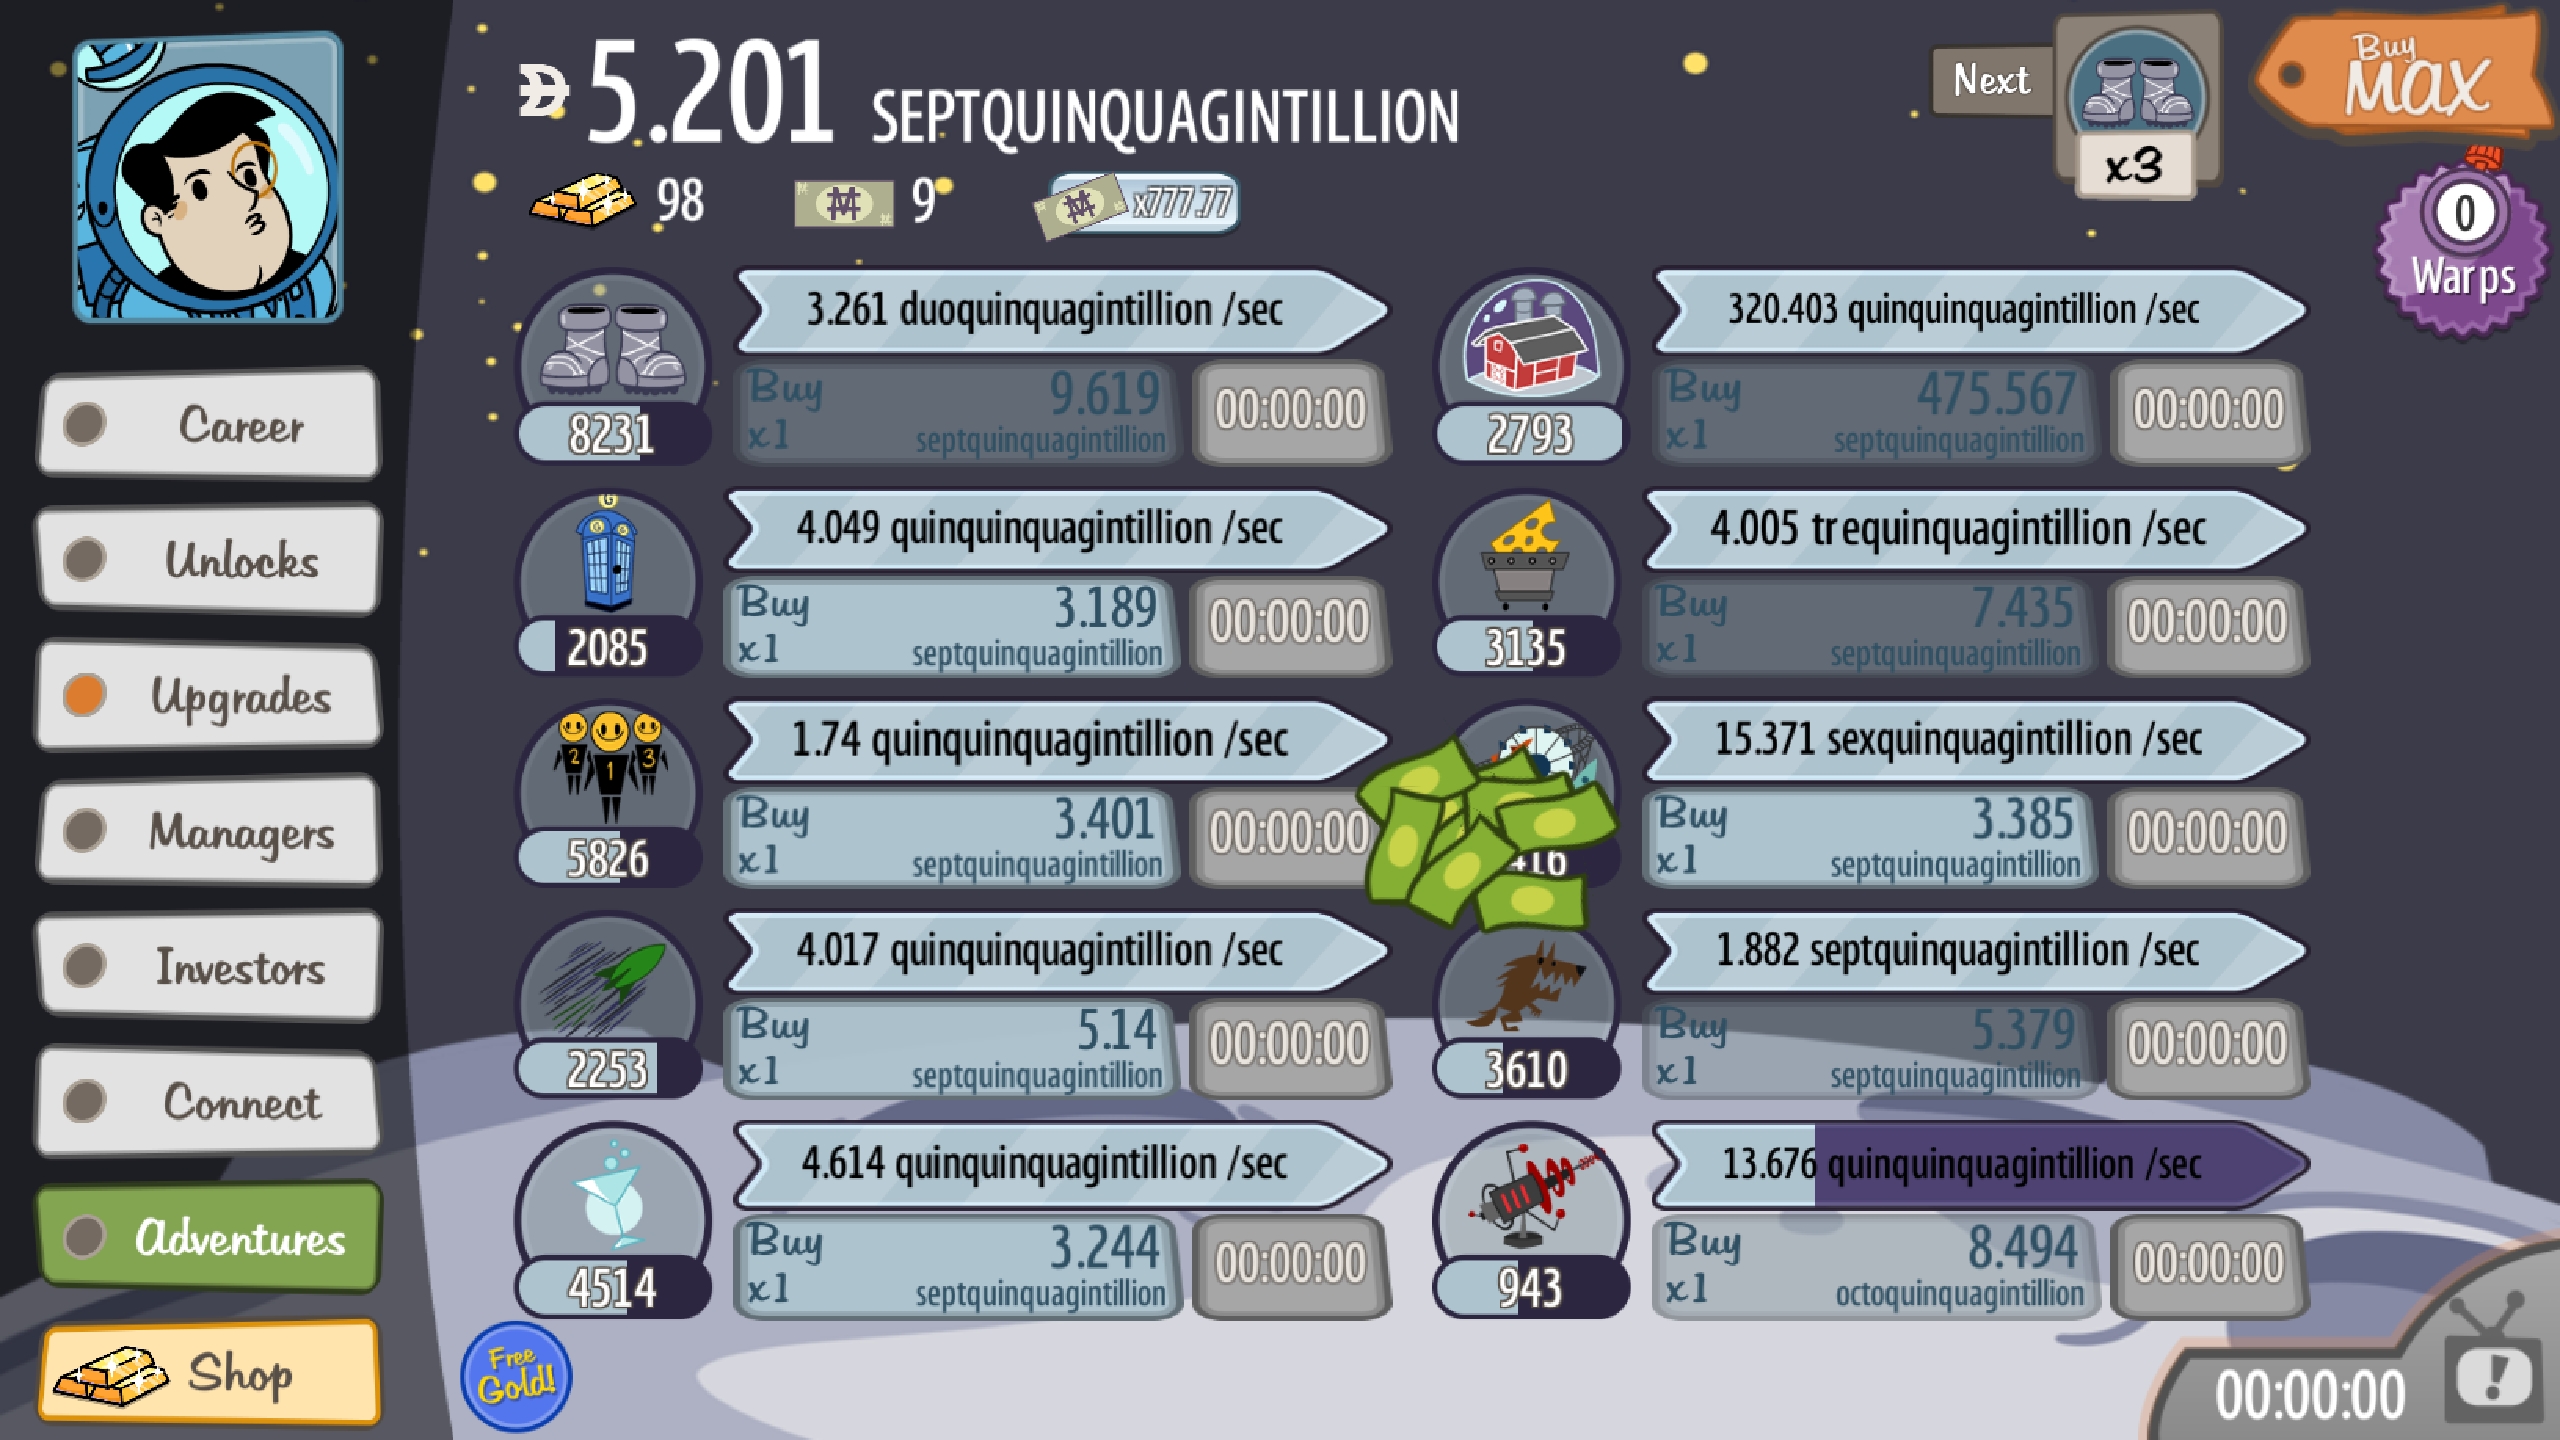 5.201 SEPTQUINQUAGINTILLION
98 9 x777.77
Next
x3
Buy
MAX
0
Warps
Career
Unlocks
Upgrades
Managers
Investors
Connect
Adventures
Shop
3.261 duoquinquagintillion /sec
8231
Buy 9.619
x1 septquinquagintillion
00:00:00
320.403 quinquinquagintillion /sec
2793
Buy 475.567
x1 septquinquagintillion
00:00:00
G
G G
4.049 quinquinquagintillion /sec
2085
Buy 3.189
x1 septquinquagintillion
00:00:00
4.005 trequinquagintillion /sec
3135
Buy 7.435
x1 septquinquagintillion
00:00:00
2 1 3
1.74 quinquinquagintillion /sec
5826
Buy 3.401
x1 septquinquagintillion
00:00:00
15.371 sexquinquagintillion /sec
Buy 3.385
x1 septquinquagintillion
00:00:00
4.017 quinquinquagintillion /sec
2253
Buy 5.14
x1 septquinquagintillion
00:00:00
1.882 septquinquagintillion /sec
3610
Buy 5.379
x1 septquinquagintillion
00:00:00
4.614 quinquinquagintillion /sec
4514
Buy 3.244
x1 septquinquagintillion
00:00:00
13.676 quinquinquagintillion /sec
943
Buy 8.494
x1 octoquinquagintillion
00:00:00
Free
Gold!
00:00:00